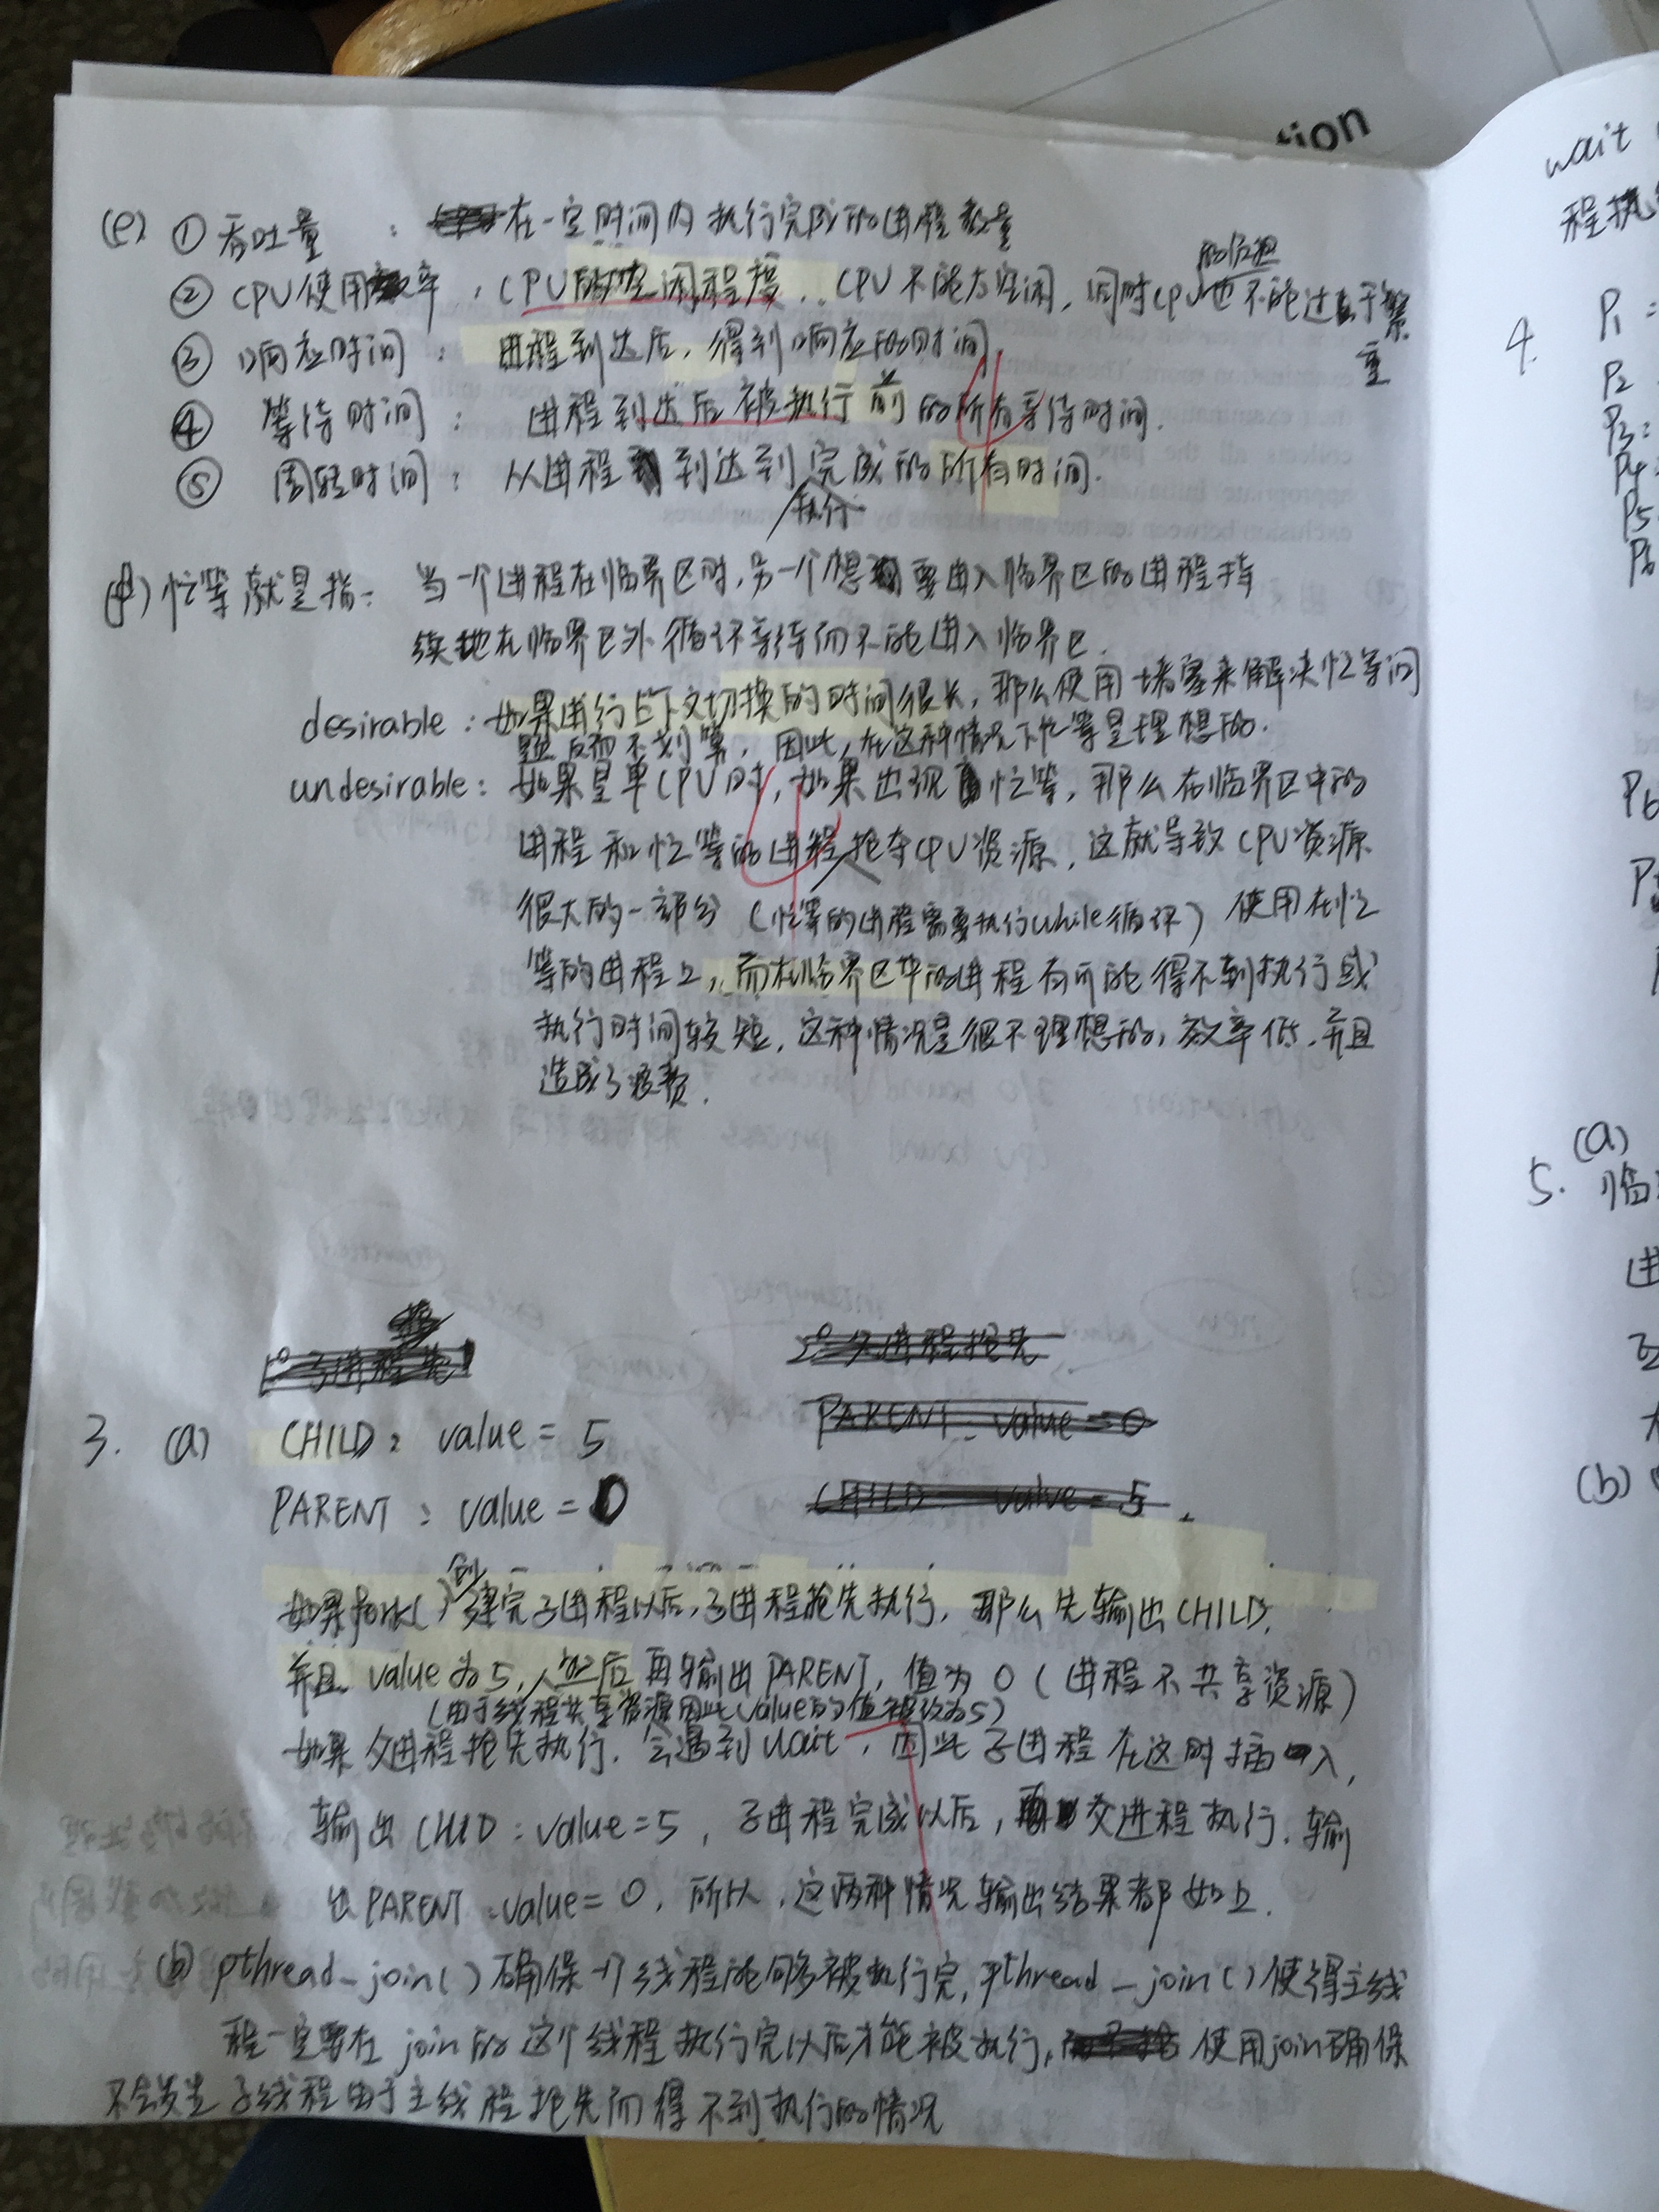 tion
(e) ①吞吐量 : 在一定时间内执行完成的进程数量
②CPU使用率 : CPU的空闲程度. CPU不能太空闲, 同时CPU的负担也不能过于繁重
③响应时间 : 进程到达后, 得到响应的时间.
④等待时间 : 进程到达后被执行前的所有等待时间.
⑤周转时间 : 从进程到达到执行完成的所有时间.
(f) 忙等就是指: 当一个进程在临界区时, 另一个想要进入临界区的进程持
续地在临界区外循环等待而不能进入临界区.
desirable : 如果进行上下文切换的时间很长, 那么使用堵塞来解决忙等问
题反而不划算, 因此, 在这种情况下忙等是理想的.
undesirable : 如果是单CPU时, 如果出现忙等, 那么在临界区中的
进程和忙等的进程抢夺CPU资源, 这就导致CPU资源
很大的一部分 (忙等的进程需要执行while循环) 使用在忙
等的进程上, 而在临界区中的进程有可能得不到执行或
执行时间较短, 这种情况是很不理想的, 效率低, 并且
造成了浪费.
3. (a) CHILD : value = 5
PARENT : value = 0
如果fork()创建完子进程以后, 子进程抢先执行, 那么先输出CHILD,
并且value为5, 然后再输出PARENT, 值为0 (进程不共享资源)
(由于线程共享资源因此value的值被改为5)
如果父进程抢先执行, 会遇到wait, 因此子进程在这时插入,
输出CHILD : value=5, 子进程完成以后, 父进程执行, 输
出PARENT : value=0, 所以, 这两种情况输出结果都如上.
(b) pthread_join()确保一个线程能够被执行完, pthread_join()使得主线
程一定要在join的这个线程执行完以后才能被执行, 使用join确保
不会发生子线程由于主线程抢先而得不到执行的情况
wait
程执
4. P1 =
P2
P3:
P4
P5
P6
P6
5. (a)
临
进
(b)